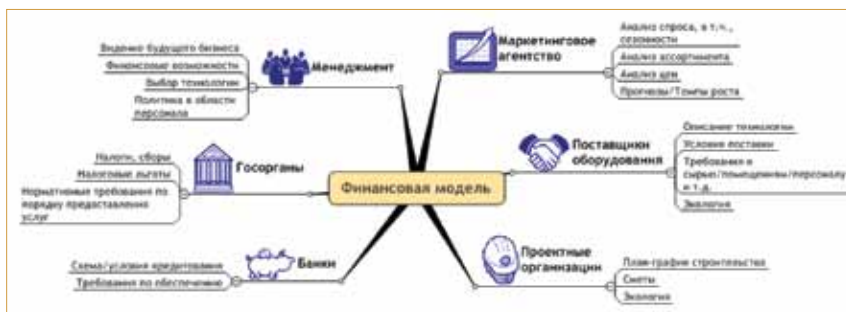 Видение будущего бизнеса
Финансовые возможности
Выбор технологии
Политика в области
персонала
Менеджмент
Налоги, сборы
Налоговые льготы
Нормативные требования по
порядку предоставления
услуг
Госорганы
Схема/условия кредитования
Требования по обеспечению
Банки
Финансовая модель
Маркетинговое
агентство
Анализ спроса, в т.ч.,
сезонности
Анализ ассортимента
Анализ цен
Прогнозы/Темпы роста
Поставщики
оборудования
Описание технологии
Условия поставки
Требования к
сырью/помещениям/персоналу
и т.д.
Экология
Проектные
организации
План-график строительства
Сметы
Экология